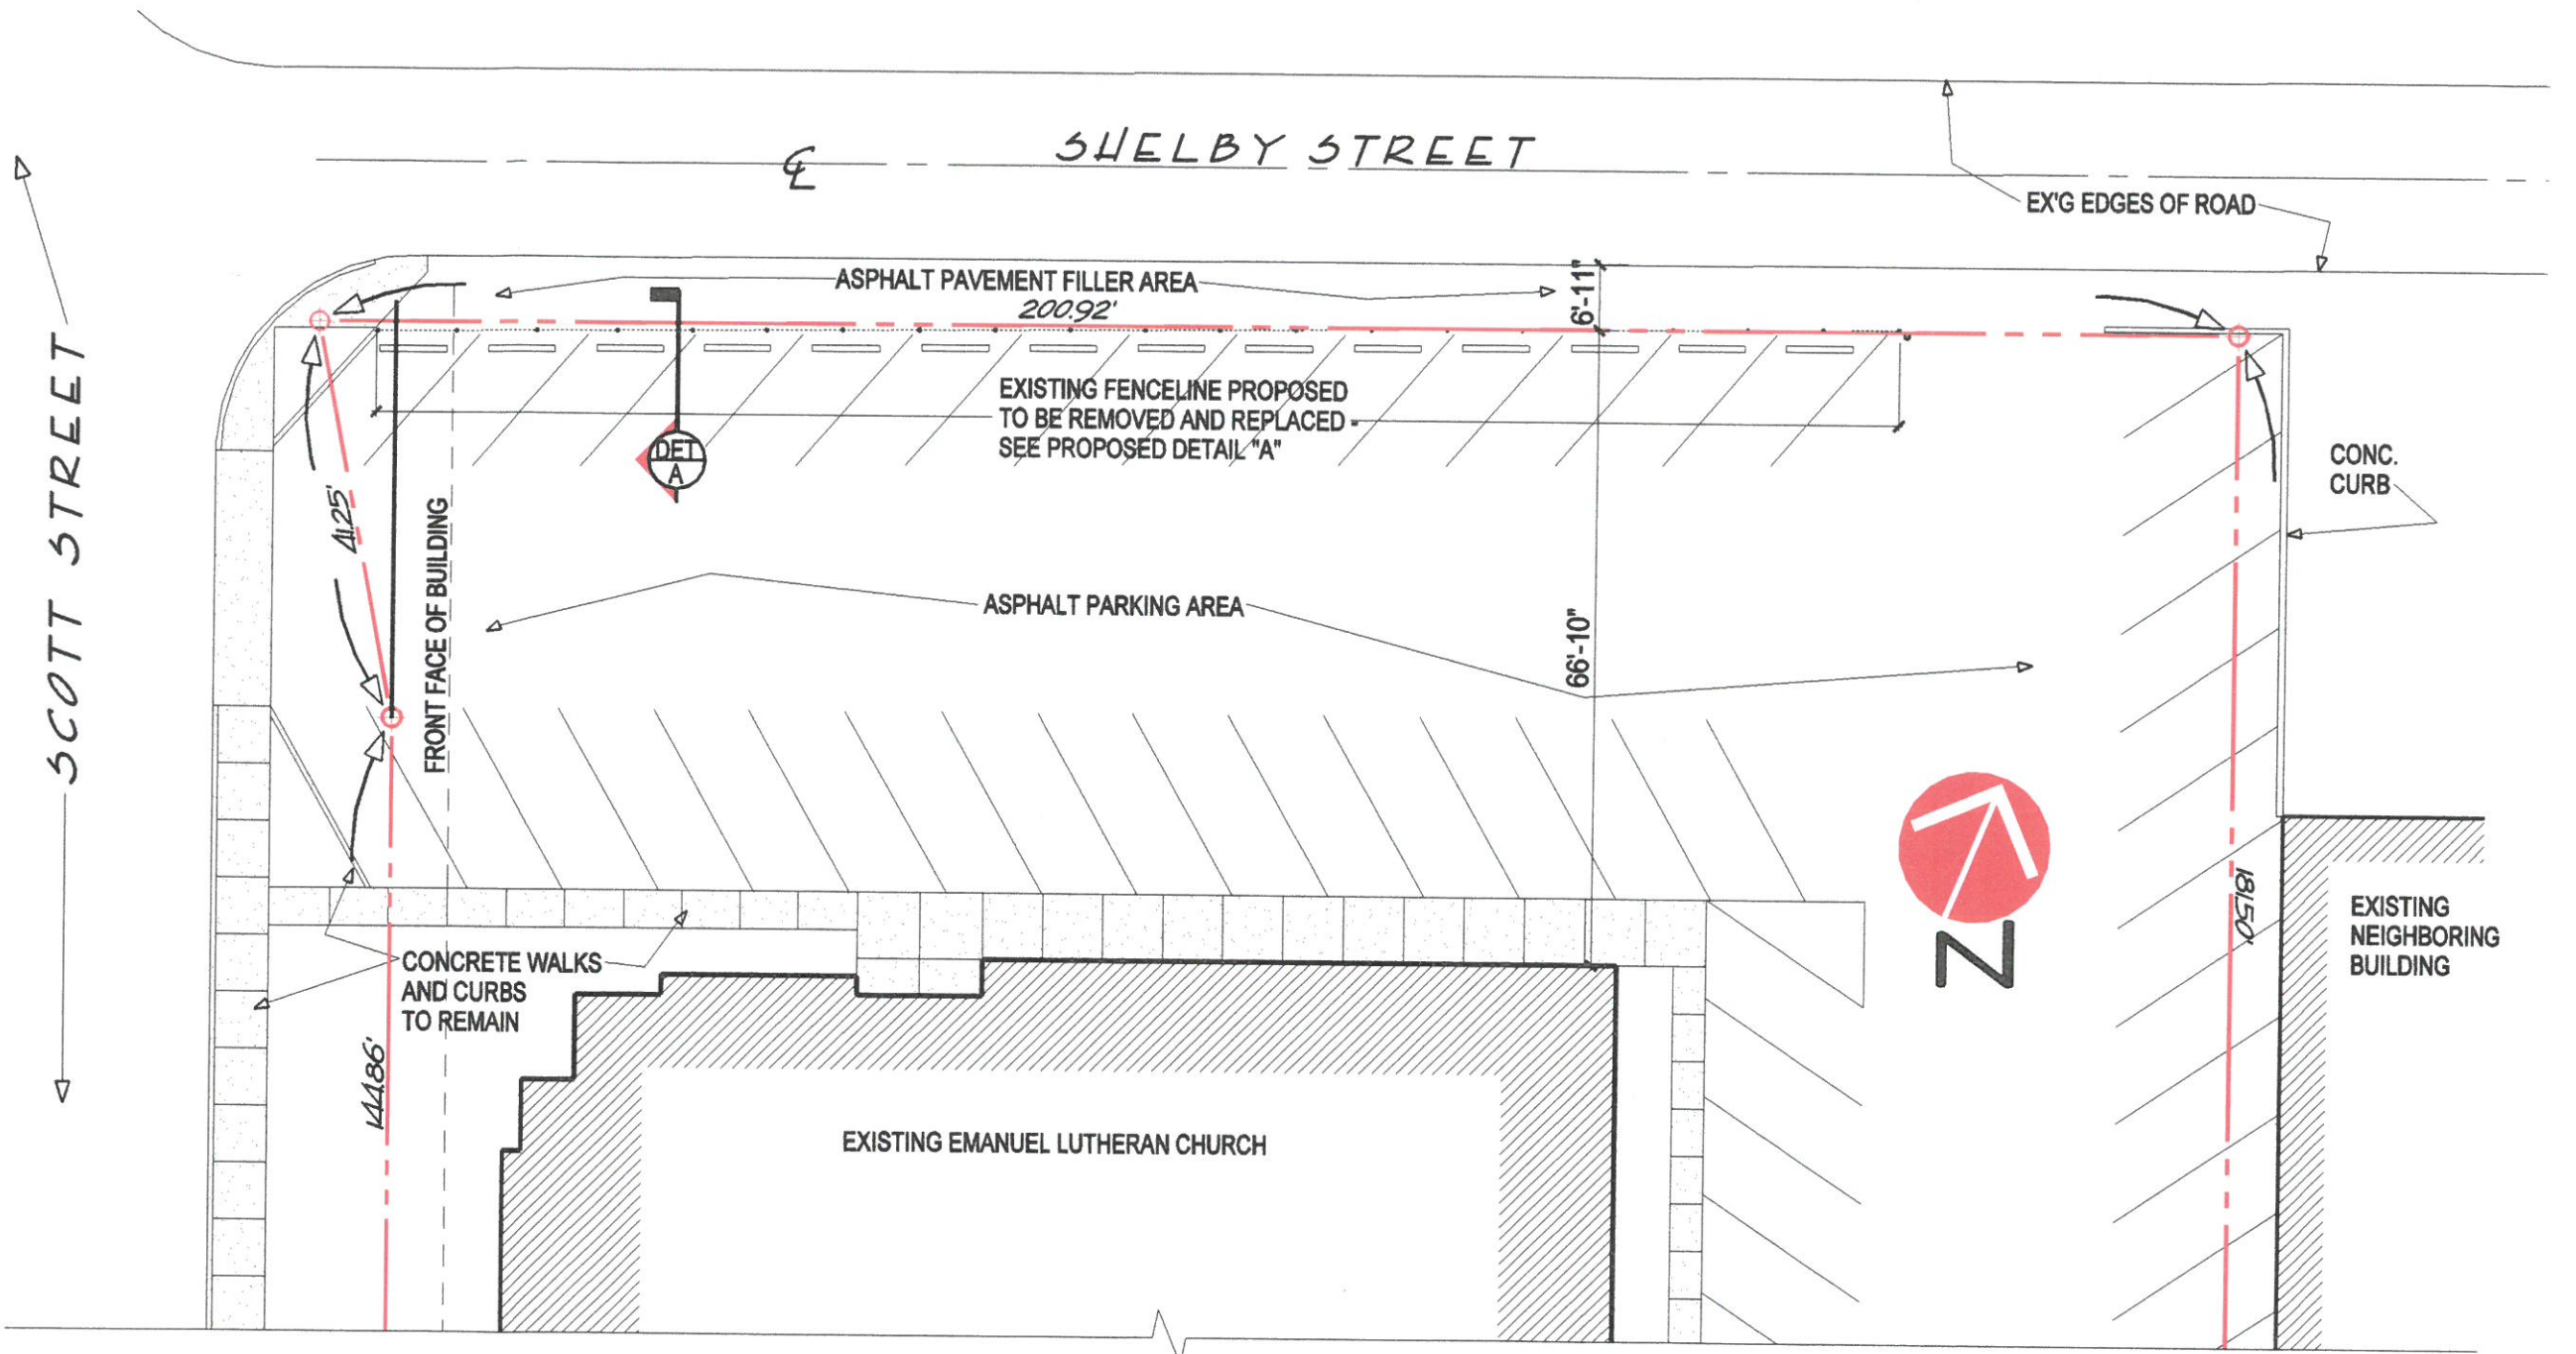 SHELBY STREET
℄
EX'G EDGES OF ROAD
ASPHALT PAVEMENT FILLER AREA
200.92'
6'-11"
EXISTING FENCELINE PROPOSED
TO BE REMOVED AND REPLACED -
SEE PROPOSED DETAIL "A"
DET
A
SCOTT STREET
41.25'
FRONT FACE OF BUILDING
CONC.
CURB
ASPHALT PARKING AREA
66'-10"
N
181.50'
EXISTING
NEIGHBORING
BUILDING
CONCRETE WALKS
AND CURBS
TO REMAIN
144.86'
EXISTING EMANUEL LUTHERAN CHURCH